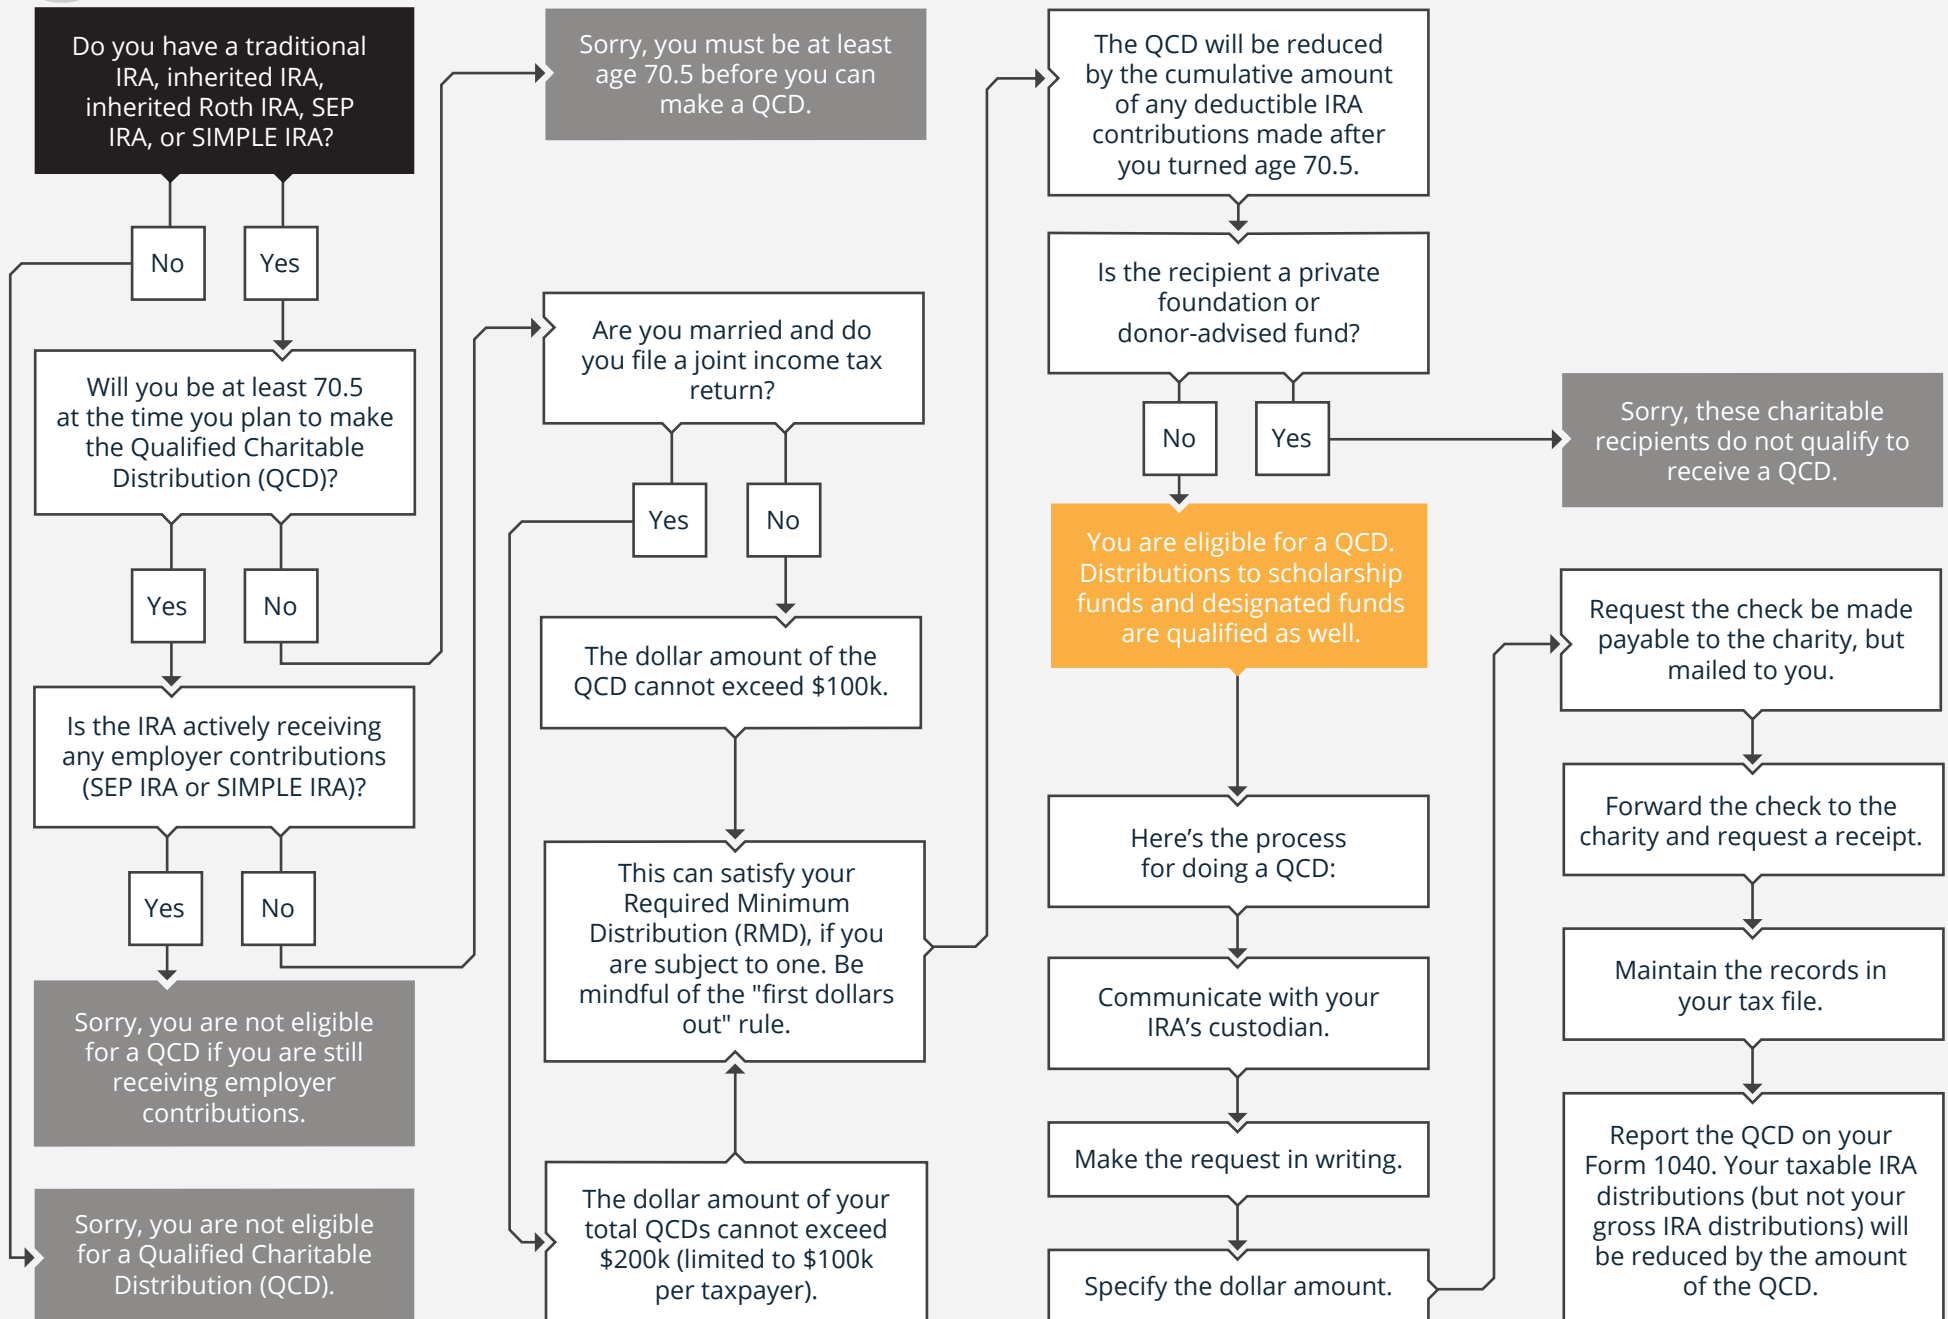 Do you have a traditional
IRA, inherited IRA,
inherited Roth IRA, SEP
IRA, or SIMPLE IRA?
No
Yes
Will you be at least 70.5
at the time you plan to make
the Qualified Charitable
Distribution (QCD)?
Yes
No
Is the IRA actively receiving
any employer contributions
(SEP IRA or SIMPLE IRA)?
Yes
No
Sorry, you are not eligible
for a QCD if you are still
receiving employer
contributions.
Sorry, you are not eligible
for a Qualified Charitable
Distribution (QCD).
Sorry, you must be at least
age 70.5 before you can
make a QCD.
Are you married and do
you file a joint income tax
return?
Yes
No
The dollar amount of the
QCD cannot exceed $100k.
This can satisfy your
Required Minimum
Distribution (RMD), if you
are subject to one. Be
mindful of the "first dollars
out" rule.
The dollar amount of your
total QCDs cannot exceed
$200k (limited to $100k
per taxpayer).
The QCD will be reduced
by the cumulative amount
of any deductible IRA
contributions made after
you turned age 70.5.
Is the recipient a private
foundation or
donor-advised fund?
No
Yes
You are eligible for a QCD.
Distributions to scholarship
funds and designated funds
are qualified as well.
Here’s the process
for doing a QCD:
Communicate with your
IRA’s custodian.
Make the request in writing.
Specify the dollar amount.
Sorry, these charitable
recipients do not qualify to
receive a QCD.
Request the check be made
payable to the charity, but
mailed to you.
Forward the check to the
charity and request a receipt.
Maintain the records in
your tax file.
Report the QCD on your
Form 1040. Your taxable IRA
distributions (but not your
gross IRA distributions) will
be reduced by the amount
of the QCD.